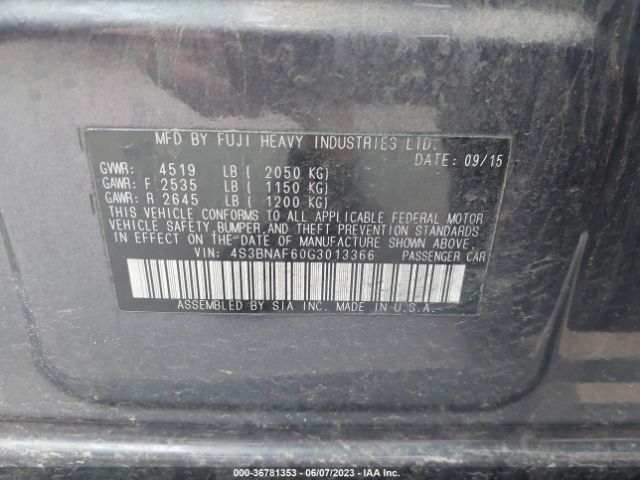 MFD BY FUJI HEAVY INDUSTRIES LTD.
DATE: 09/15
GVWR: 4519 LB ( 2050 KG)
GAWR: F 2535 LB ( 1150 KG)
GAWR: R 2645 LB ( 1200 KG)
THIS VEHICLE CONFORMS TO ALL APPLICABLE FEDERAL MOTOR
VEHICLE SAFETY, BUMPER, AND THEFT PREVENTION STANDARDS
IN EFFECT ON THE DATE OF MANUFACTURE SHOWN ABOVE.
VIN: 4S3BNAF60G3013366 PASSENGER CAR
ASSEMBLED BY SIA INC. MADE IN U.S.A.
000-36781353 - 06/07/2023 - IAA Inc.